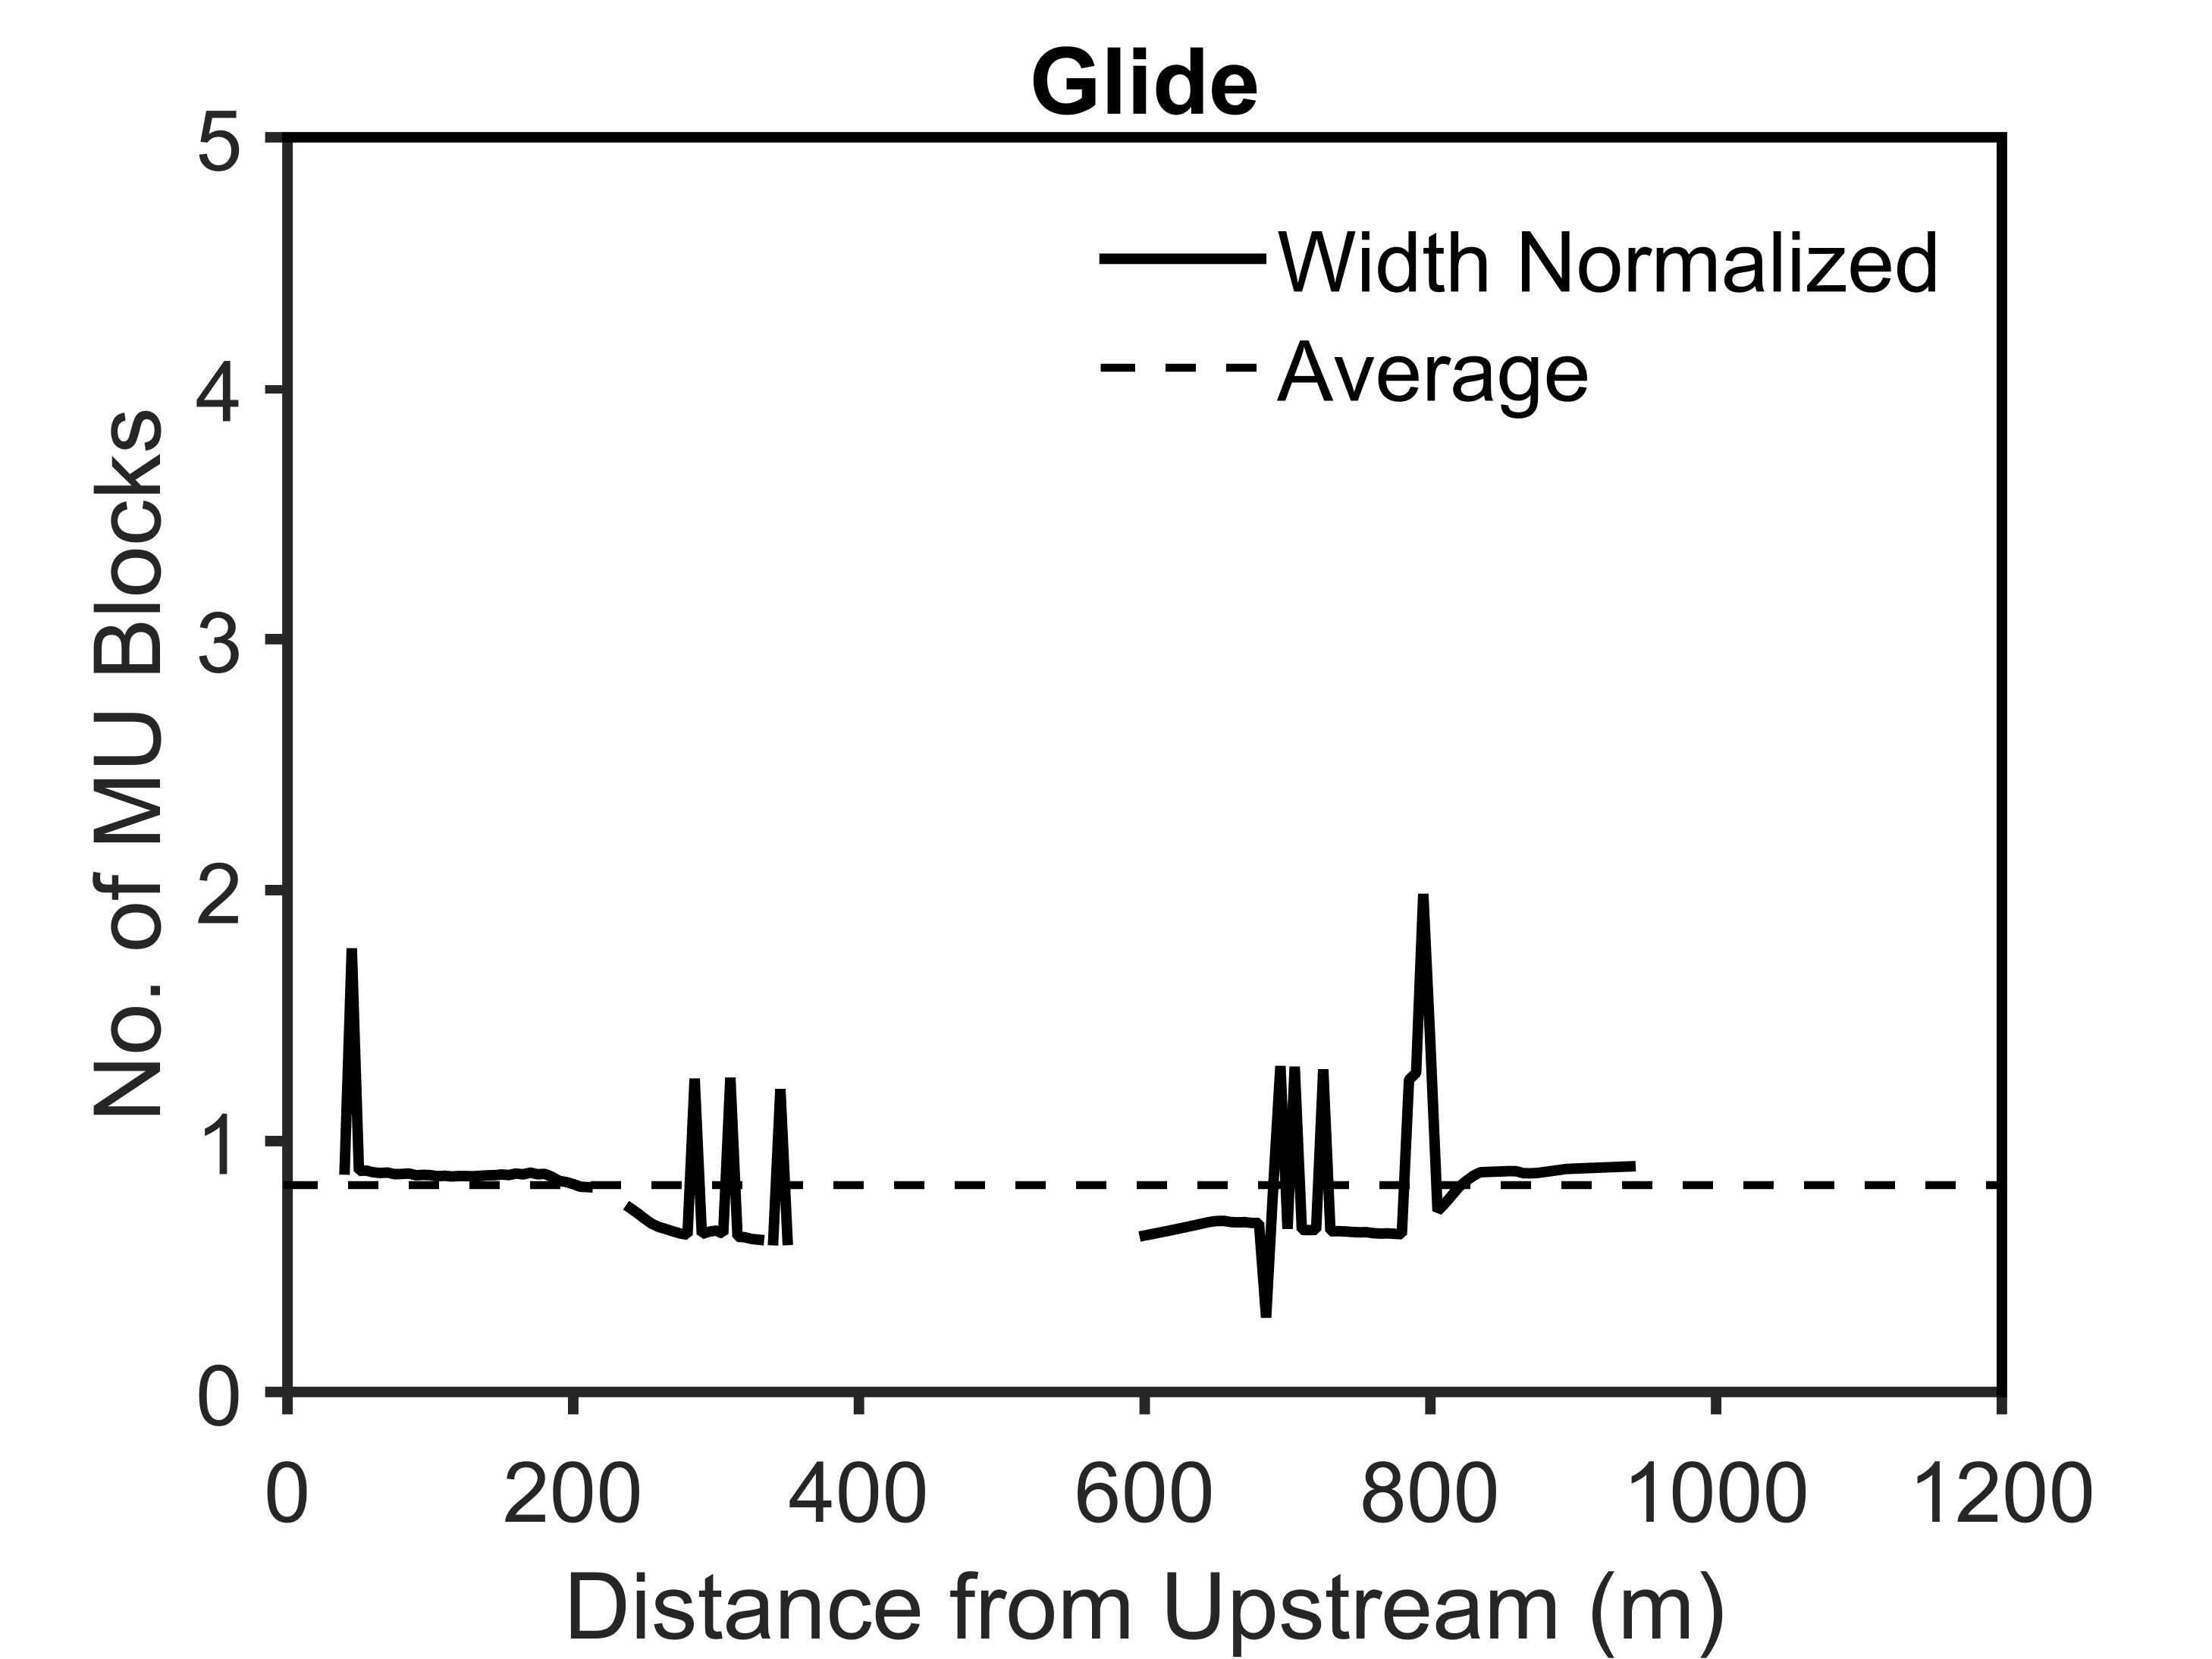 Glide
5
4
3
2
1
0
No. of MU Blocks
Width Normalized
Average
0 200 400 600 800 1000 1200
Distance from Upstream (m)